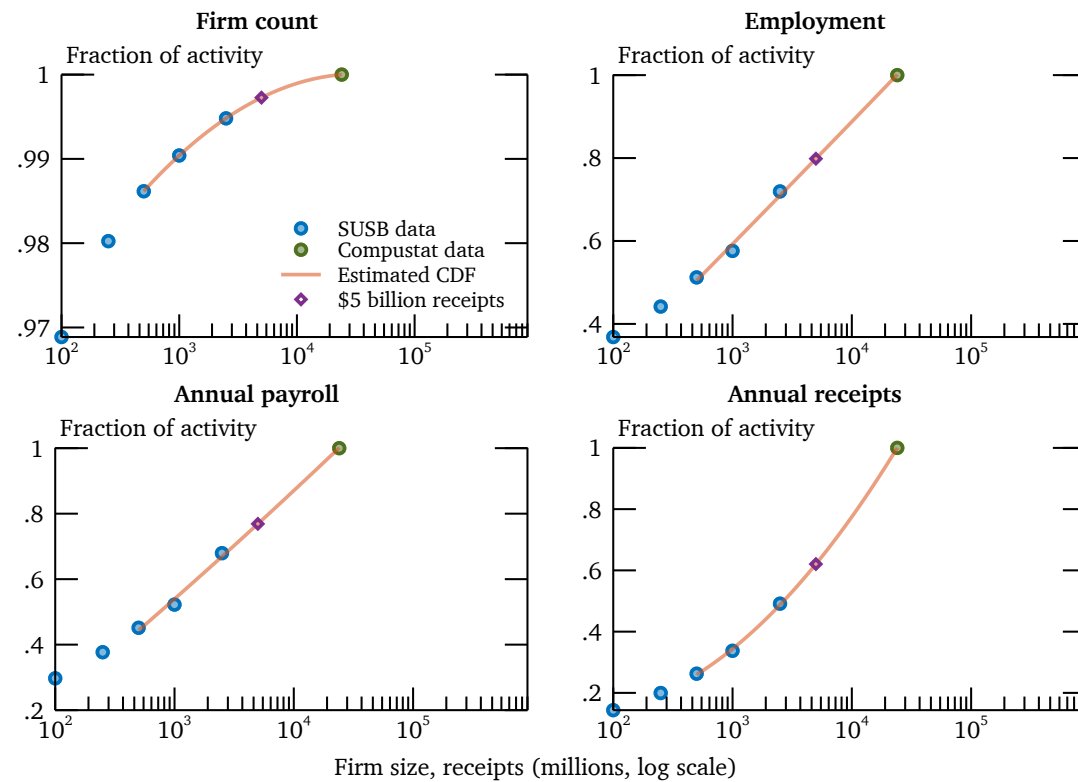 Firm count
Fraction of activity
1
.99
.98
.97
10² 10³ 10⁴ 10⁵
SUSB data
Compustat data
Estimated CDF
$5 billion receipts
Employment
Fraction of activity
1
.8
.6
.4
10² 10³ 10⁴ 10⁵
Annual payroll
Fraction of activity
1
.8
.6
.4
.2
10² 10³ 10⁴ 10⁵
Annual receipts
Fraction of activity
1
.8
.6
.4
.2
10² 10³ 10⁴ 10⁵
Firm size, receipts (millions, log scale)